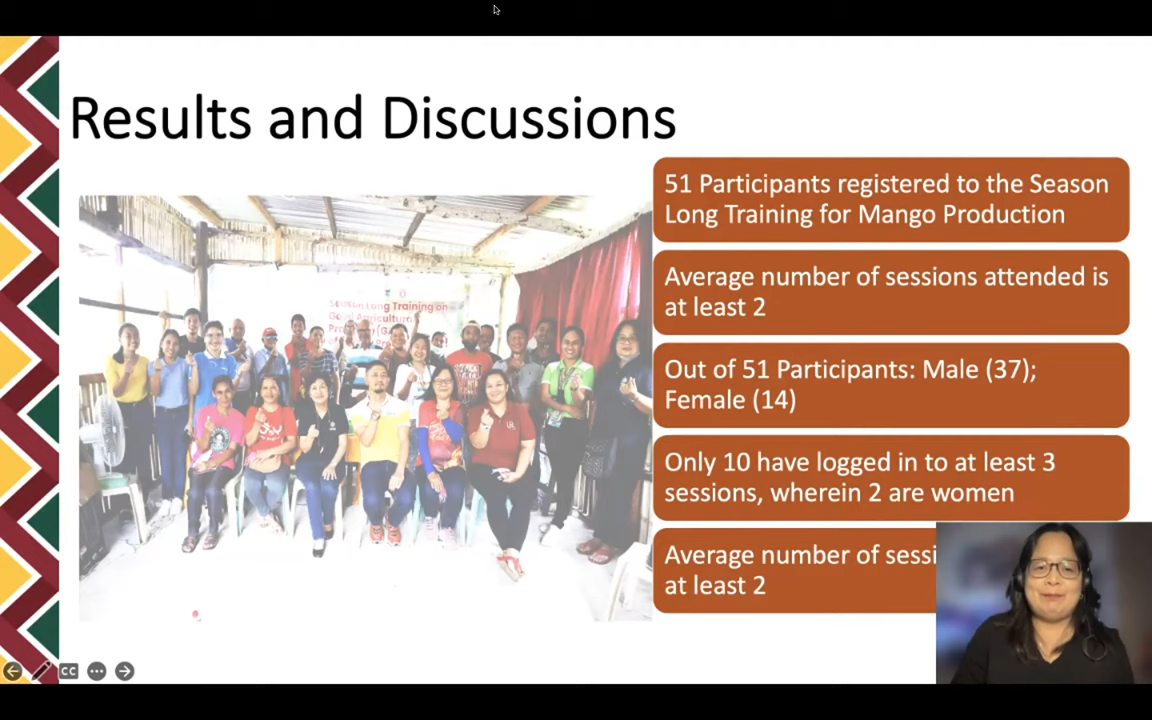 Results and Discussions
Season Long Training on
Good Agricultural
51 Participants registered to the Season
Long Training for Mango Production
Average number of sessions attended is
at least 2
Out of 51 Participants: Male (37);
Female (14)
Only 10 have logged in to at least 3
sessions, wherein 2 are women
Average number of
at least 2
CC